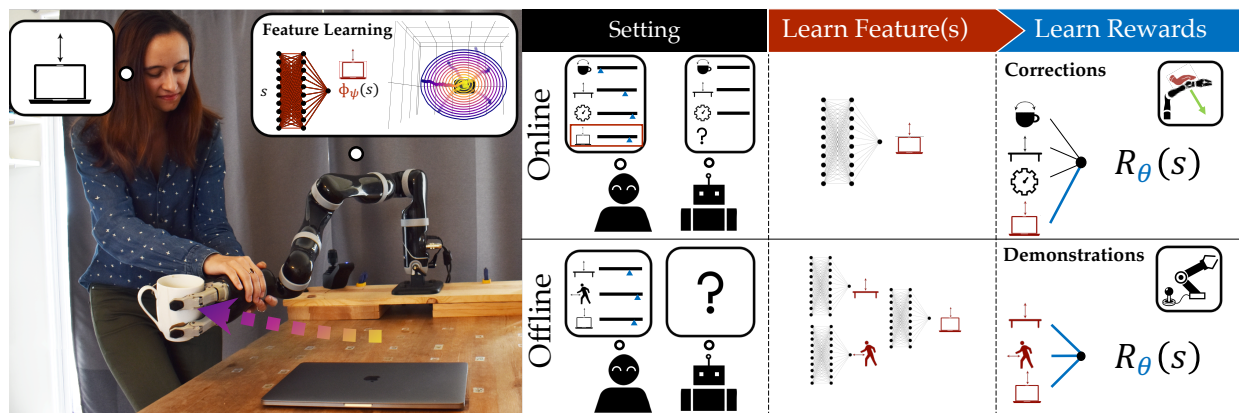 Feature Learning
s
Φψ(s)
Setting
Learn Feature(s)
Learn Rewards
Online
?
Corrections
Rθ(s)
Offline
?
Demonstrations
Rθ(s)